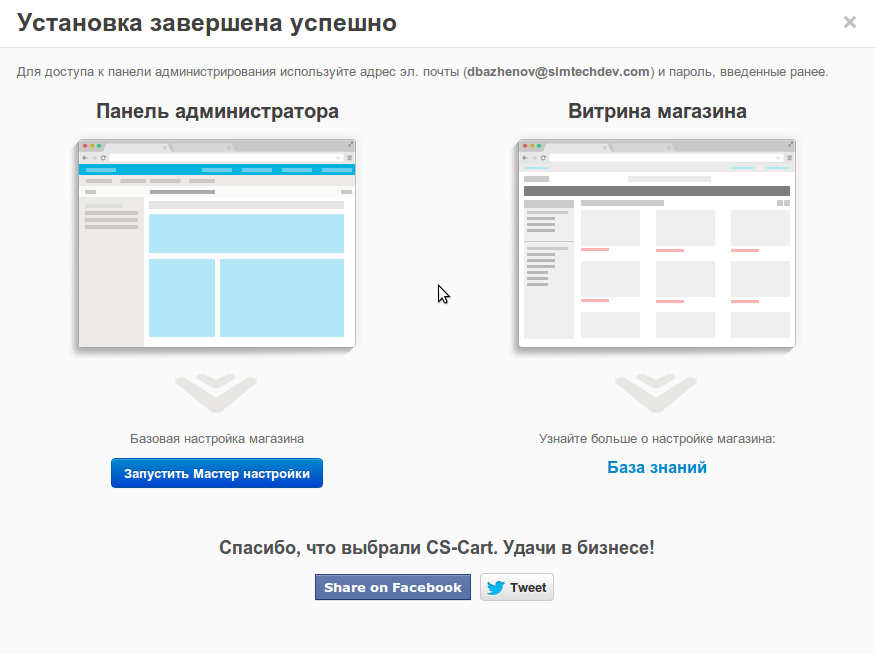 Установка завершена успешно
Для доступа к панели администрирования используйте адрес эл. почты (dbazhenov@simtechdev.com) и пароль, введенные ранее.
Панель администратора
Витрина магазина
Базовая настройка магазина
Запустить Мастер настройки
Узнайте больше о настройке магазина:
База знаний
Спасибо, что выбрали CS-Cart. Удачи в бизнесе!
Share on Facebook
Tweet